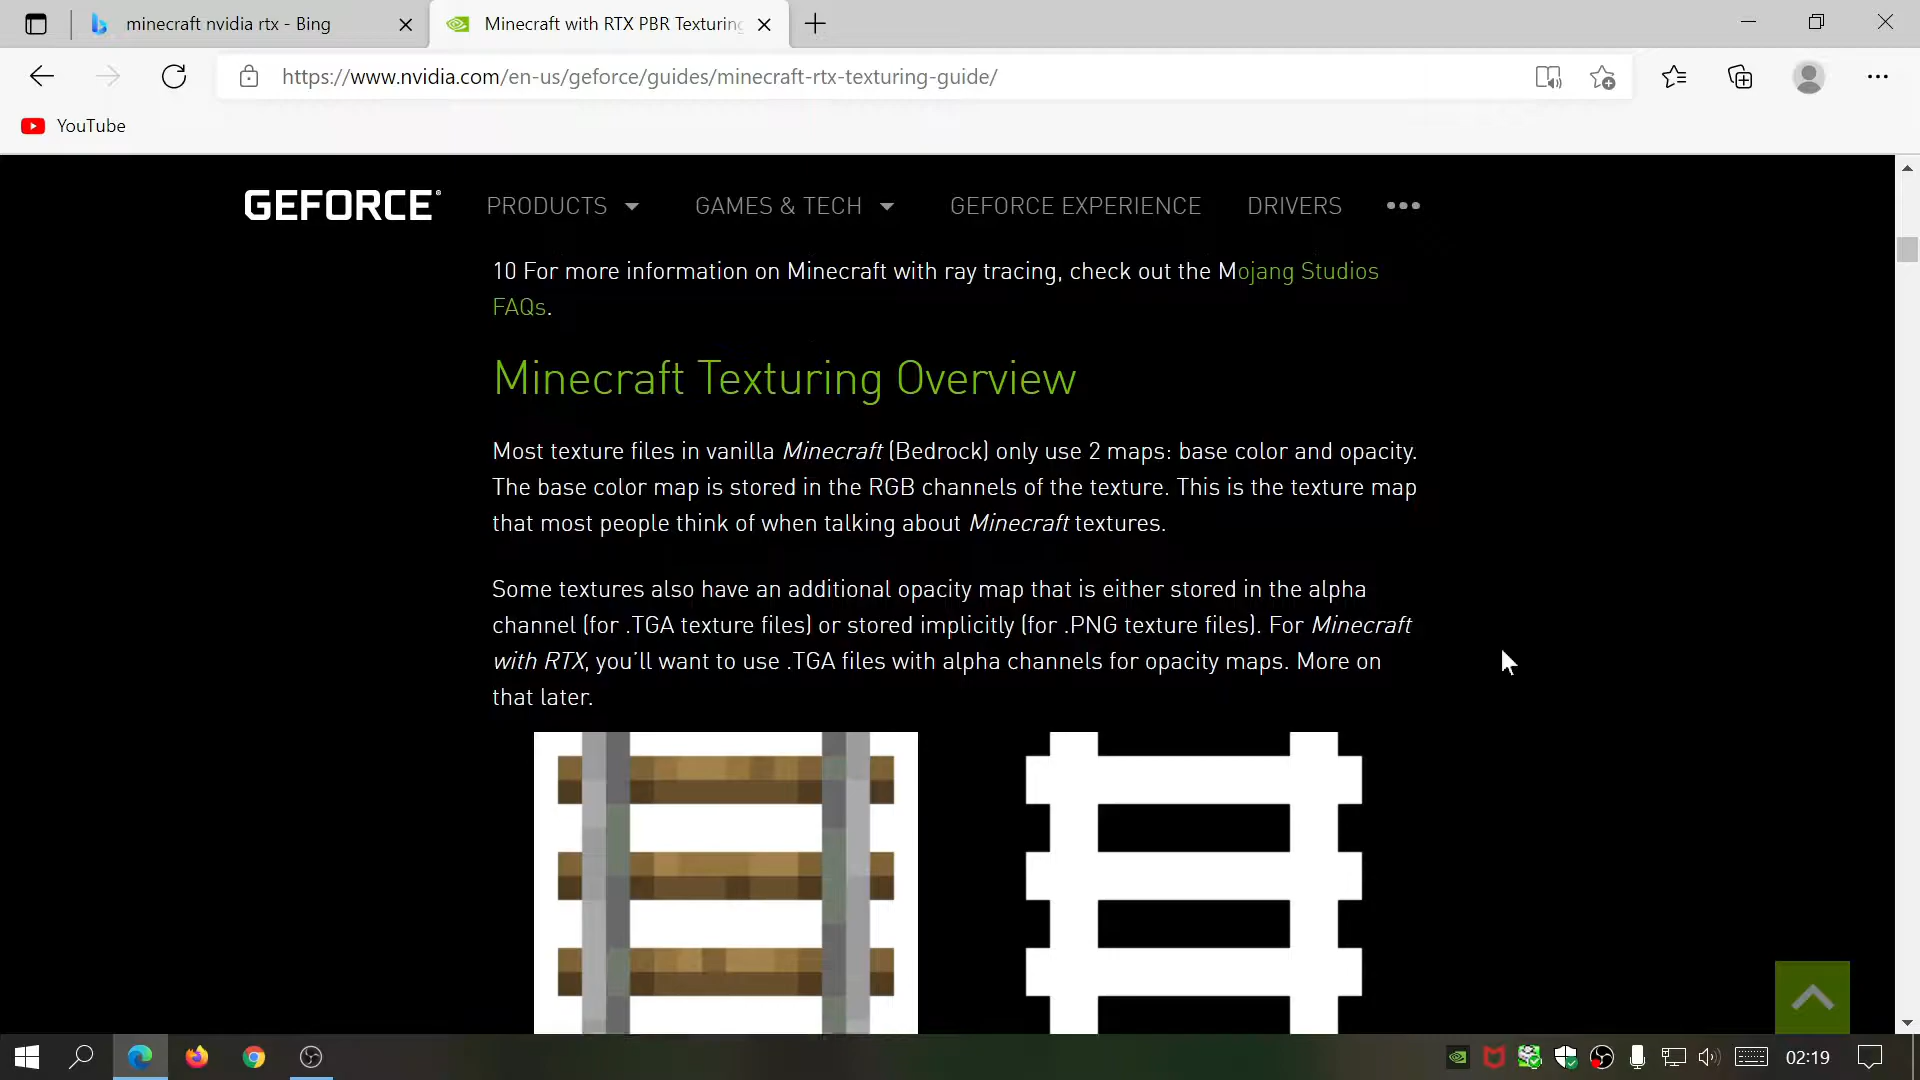 minecraft nvidia rtx - Bing
Minecraft with RTX PBR Texturing
https://www.nvidia.com/en-us/geforce/guides/minecraft-rtx-texturing-guide/
YouTube
GEFORCE
PRODUCTS
GAMES & TECH
GEFORCE EXPERIENCE
DRIVERS
10 For more information on Minecraft with ray tracing, check out the Mojang Studios
FAQs.
Minecraft Texturing Overview
Most texture files in vanilla Minecraft (Bedrock) only use 2 maps: base color and opacity.
The base color map is stored in the RGB channels of the texture. This is the texture map
that most people think of when talking about Minecraft textures.
Some textures also have an additional opacity map that is either stored in the alpha
channel (for .TGA texture files) or stored implicitly (for .PNG texture files). For Minecraft
with RTX, you'll want to use .TGA files with alpha channels for opacity maps. More on
that later.
02:19